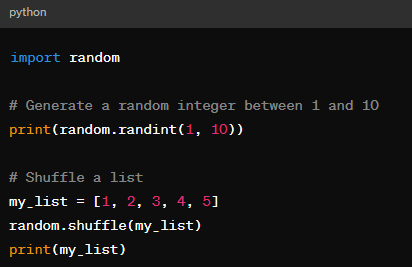 python
import random
# Generate a random integer between 1 and 10
print(random.randint(1, 10))
# Shuffle a list
my_list = [1, 2, 3, 4, 5]
random.shuffle(my_list)
print(my_list)